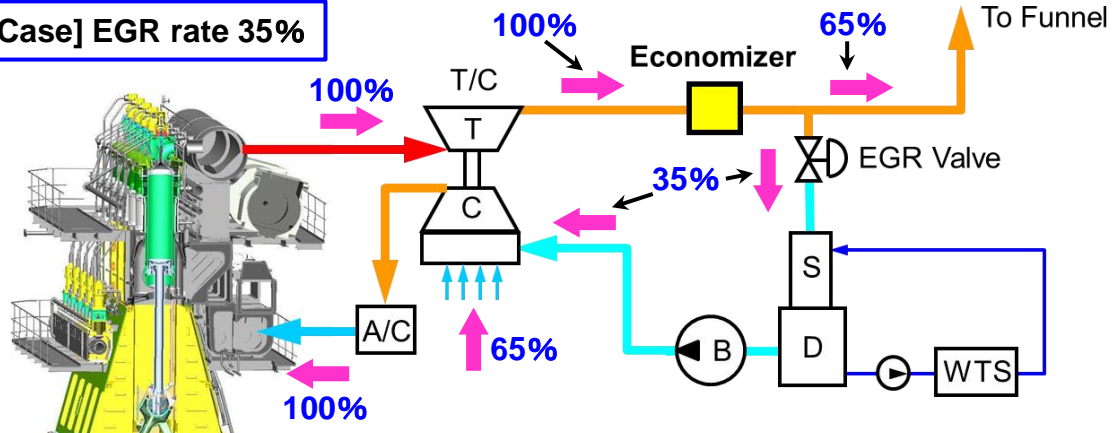 Case] EGR rate 35%
100%
65%
To Funnel
Economizer
T/C
100%
T
EGR Valve
35%
C
S
A/C
65%
B
D
WTS
100%